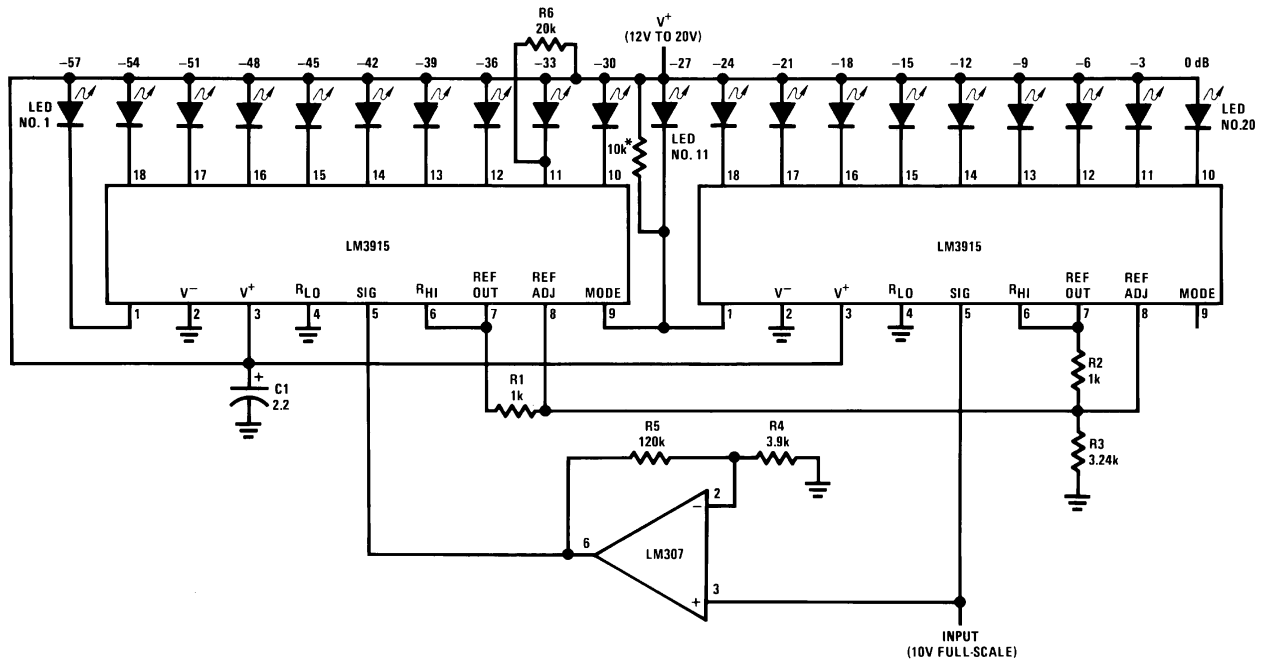 R6
20k
V+
(12V TO 20V)
−57 −54 −51 −48 −45 −42 −39 −36 −33 −30 −27 −24 −21 −18 −15 −12 −9 −6 −3 0 dB
LED
NO. 1
10k*
LED
NO. 11
LED
NO.20
18 17 16 15 14 13 12 11 10
18 17 16 15 14 13 12 11 10
LM3915
LM3915
V− V+ RLO SIG RHI REF OUT REF ADJ MODE
V− V+ RLO SIG RHI REF OUT REF ADJ MODE
1 2 3 4 5 6 7 8 9
1 2 3 4 5 6 7 8 9
+
C1
2.2
R1
1k
R2
1k
R5
120k
R4
3.9k
R3
3.24k
2
−
6
LM307
3
+
INPUT
(10V FULL-SCALE)